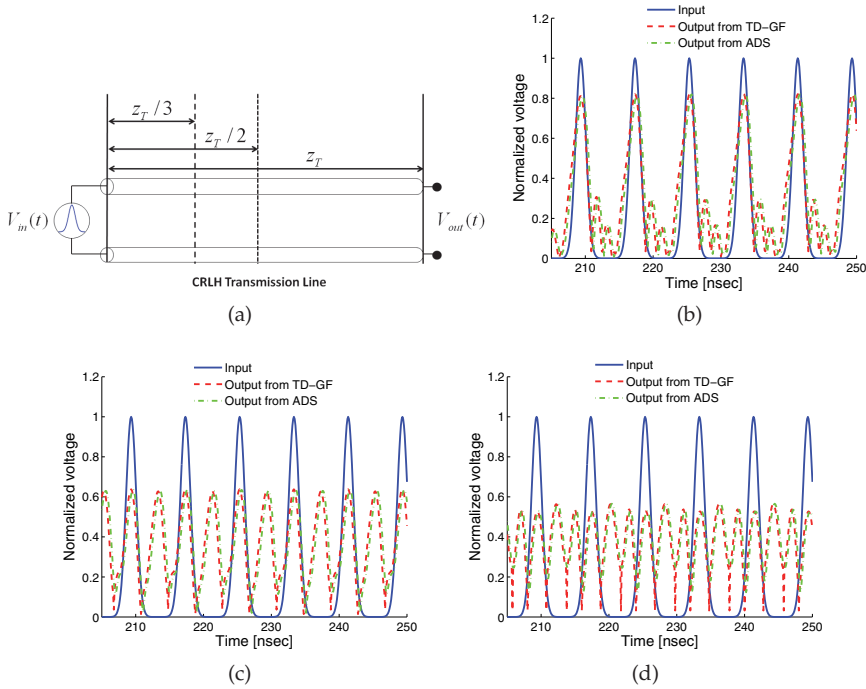 z_T / 3
z_T / 2
z_T
V_in(t)
V_out(t)
CRLH Transmission Line
(a)
Input
Output from TD−GF
Output from ADS
Normalized voltage
1.2
1
0.8
0.6
0.4
0.2
0
210 220 230 240 250
Time [nsec]
(b)
Input
Output from TD−GF
Output from ADS
Normalized voltage
1.2
1
0.8
0.6
0.4
0.2
0
210 220 230 240 250
Time [nsec]
(c)
Input
Output from TD−GF
Output from ADS
Normalized voltage
1.2
1
0.8
0.6
0.4
0.2
0
210 220 230 240 250
Time [nsec]
(d)